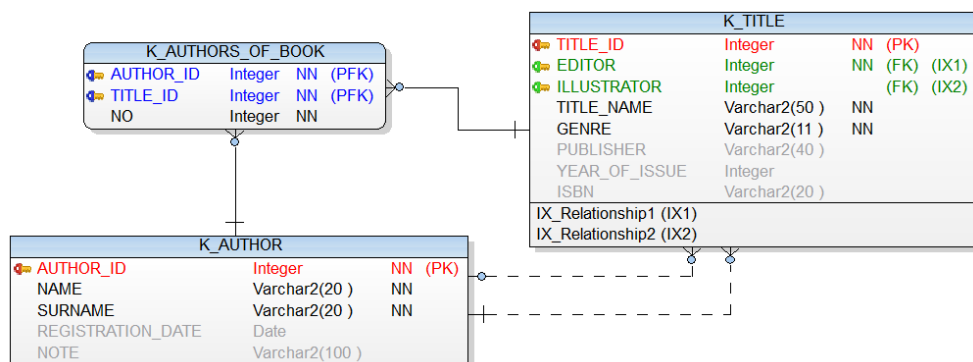 K_AUTHORS_OF_BOOK
AUTHOR_ID Integer NN (PFK)
TITLE_ID Integer NN (PFK)
NO Integer NN
K_TITLE
TITLE_ID Integer NN (PK)
EDITOR Integer NN (FK) (IX1)
ILLUSTRATOR Integer (FK) (IX2)
TITLE_NAME Varchar2(50 ) NN
GENRE Varchar2(11 ) NN
PUBLISHER Varchar2(40 )
YEAR_OF_ISSUE Integer
ISBN Varchar2(20 )
IX_Relationship1 (IX1)
IX_Relationship2 (IX2)
K_AUTHOR
AUTHOR_ID Integer NN (PK)
NAME Varchar2(20 ) NN
SURNAME Varchar2(20 ) NN
REGISTRATION_DATE Date
NOTE Varchar2(100 )